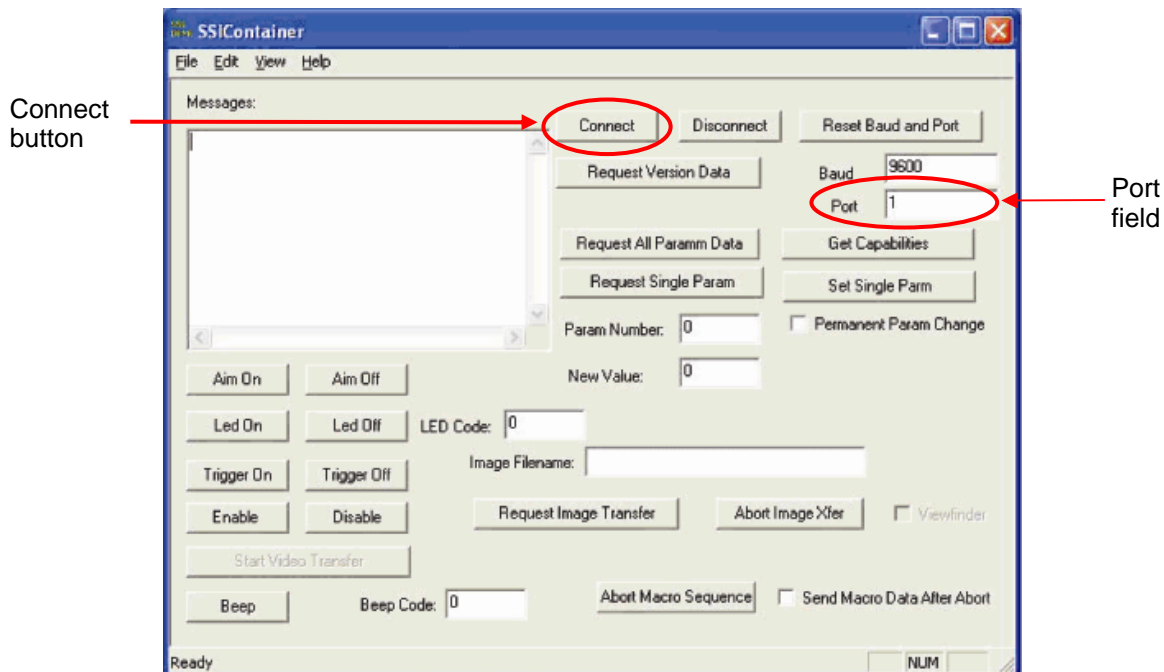 SSIContainer
File Edit View Help
Messages:
Connect
button
Connect Disconnect Reset Baud and Port
Request Version Data Baud 9600
Port 1
Port
field
Request All Paramm Data Get Capabilities
Request Single Param Set Single Parm
Param Number: 0 Permanent Param Change
Aim On Aim Off New Value: 0
Led On Led Off LED Code: 0
Image Filename:
Trigger On Trigger Off
Enable Disable Request Image Transfer Abort Image Xfer Viewfinder
Start Video Transfer
Beep Beep Code: 0 Abort Macro Sequence Send Macro Data After Abort
Ready NUM